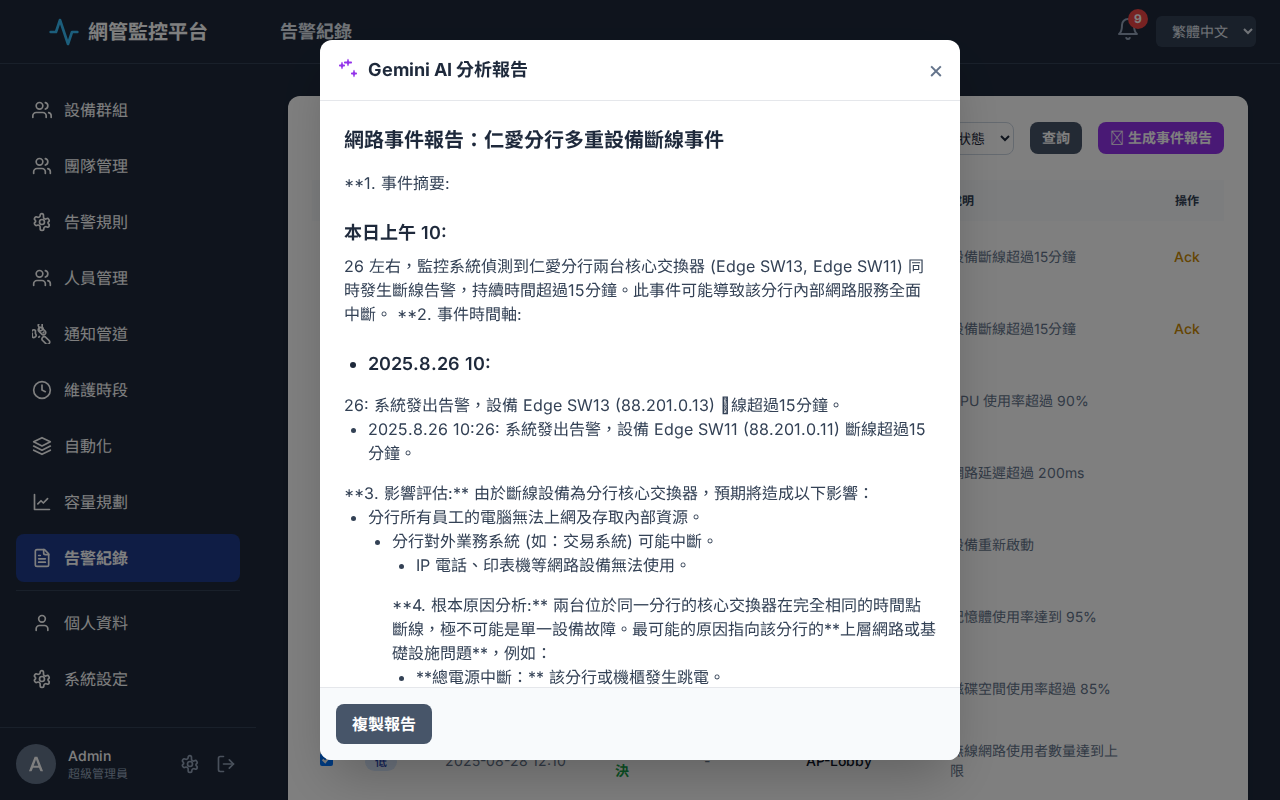 網管監控平台
告警紀錄
9
繁體中文
設備群組
團隊管理
告警規則
人員管理
通知管道
維護時段
自動化
容量規劃
告警紀錄
個人資料
系統設定
A
Admin
超級管理員
Gemini AI 分析報告
×
網路事件報告：仁愛分行多重設備斷線事件
**1. 事件摘要:
本日上午 10:
26 左右，監控系統偵測到仁愛分行兩台核心交換器 (Edge SW13, Edge SW11) 同
時發生斷線告警，持續時間超過15分鐘。此事件可能導致該分行內部網路服務全面
中斷。 **2. 事件時間軸:
• 2025.8.26 10:
26: 系統發出告警，設備 Edge SW13 (88.201.0.13) 線超過15分鐘。
• 2025.8.26 10:26: 系統發出告警，設備 Edge SW11 (88.201.0.11) 斷線超過15
分鐘。
**3. 影響評估:** 由於斷線設備為分行核心交換器，預期將造成以下影響：
• 分行所有員工的電腦無法上網及存取內部資源。
• 分行對外業務系統 (如：交易系統) 可能中斷。
• IP 電話、印表機等網路設備無法使用。
**4. 根本原因分析:** 兩台位於同一分行的核心交換器在完全相同的時間點
斷線，極不可能是單一設備故障。最可能的原因指向該分行的**上層網路或基
礎設施問題**，例如：
• **總電源中斷：** 該分行或機櫃發生跳電。
複製報告
狀態
查詢
生成事件報告
明
操作
備斷線超過15分鐘
Ack
備斷線超過15分鐘
Ack
PU 使用率超過 90%
路延遲超過 200ms
備重新啟動
憶體使用率達到 95%
碟空間使用率超過 85%
低
2025-08-28 12:10
決
-
AP-Lobby
線網路使用者數量達到上
限